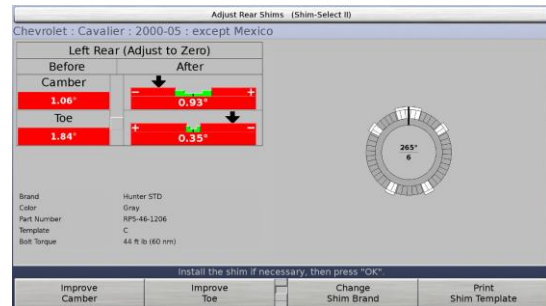 Adjust Rear Shims (Shim-Select II)
Chevrolet : Cavalier : 2000-05 : except Mexico
Left Rear (Adjust to Zero)
Before After
Camber
1.06° - + 0.93°
Toe
1.84° + - 0.35°
265°
6
Brand Hunter STD
Color Gray
Part Number RPS-46-1206
Template C
Bolt Torque 44 ft lb (60 nm)
Install the shim if necessary, then press "OK".
Improve Camber
Improve Toe
Change Shim Brand
Print Shim Template